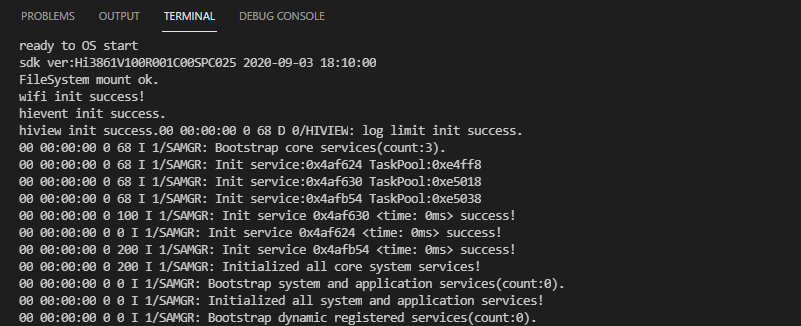 PROBLEMS OUTPUT TERMINAL DEBUG CONSOLE
ready to OS start
sdk ver:Hi3861V100R001C00SPC025 2020-09-03 18:10:00
FileSystem mount ok.
wifi init success!
hievent init success.
hiview init success.00 00:00:00 0 68 D 0/HIVIEW: log limit init success.
00 00:00:00 0 68 I 1/SAMGR: Bootstrap core services(count:3).
00 00:00:00 0 68 I 1/SAMGR: Init service:0x4af624 TaskPool:0xe4ff8
00 00:00:00 0 68 I 1/SAMGR: Init service:0x4af630 TaskPool:0xe5018
00 00:00:00 0 68 I 1/SAMGR: Init service:0x4afb54 TaskPool:0xe5038
00 00:00:00 0 100 I 1/SAMGR: Init service 0x4af630 <time: 0ms> success!
00 00:00:00 0 0 I 1/SAMGR: Init service 0x4af624 <time: 0ms> success!
00 00:00:00 0 200 I 1/SAMGR: Init service 0x4afb54 <time: 0ms> success!
00 00:00:00 0 200 I 1/SAMGR: Initialized all core system services!
00 00:00:00 0 0 I 1/SAMGR: Bootstrap system and application services(count:0).
00 00:00:00 0 0 I 1/SAMGR: Initialized all system and application services!
00 00:00:00 0 0 I 1/SAMGR: Bootstrap dynamic registered services(count:0).